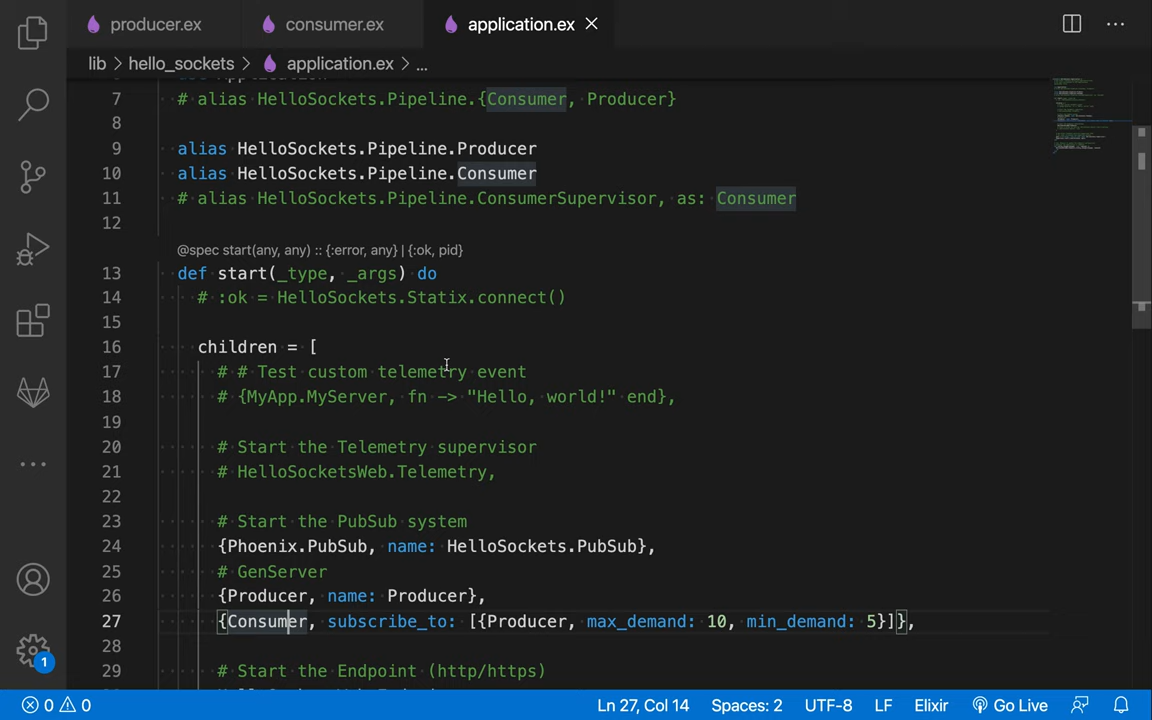 producer.ex consumer.ex application.ex
lib > hello_sockets > application.ex > ...
7 # alias HelloSockets.Pipeline.{Consumer, Producer}
8
9 alias HelloSockets.Pipeline.Producer
10 alias HelloSockets.Pipeline.Consumer
11 # alias HelloSockets.Pipeline.ConsumerSupervisor, as: Consumer
12
@spec start(any, any) :: {:error, any} | {:ok, pid}
13 def start(_type, _args) do
14 # :ok = HelloSockets.Statix.connect()
15
16 children = [
17 # # Test custom telemetry event
18 # {MyApp.MyServer, fn -> "Hello, world!" end},
19
20 # Start the Telemetry supervisor
21 # HelloSocketsWeb.Telemetry,
22
23 # Start the PubSub system
24 {Phoenix.PubSub, name: HelloSockets.PubSub},
25 # GenServer
26 {Producer, name: Producer},
27 {Consumer, subscribe_to: [{Producer, max_demand: 10, min_demand: 5}]},
28
29 # Start the Endpoint (http/https)
1
0 0 Ln 27, Col 14 Spaces: 2 UTF-8 LF Elixir Go Live